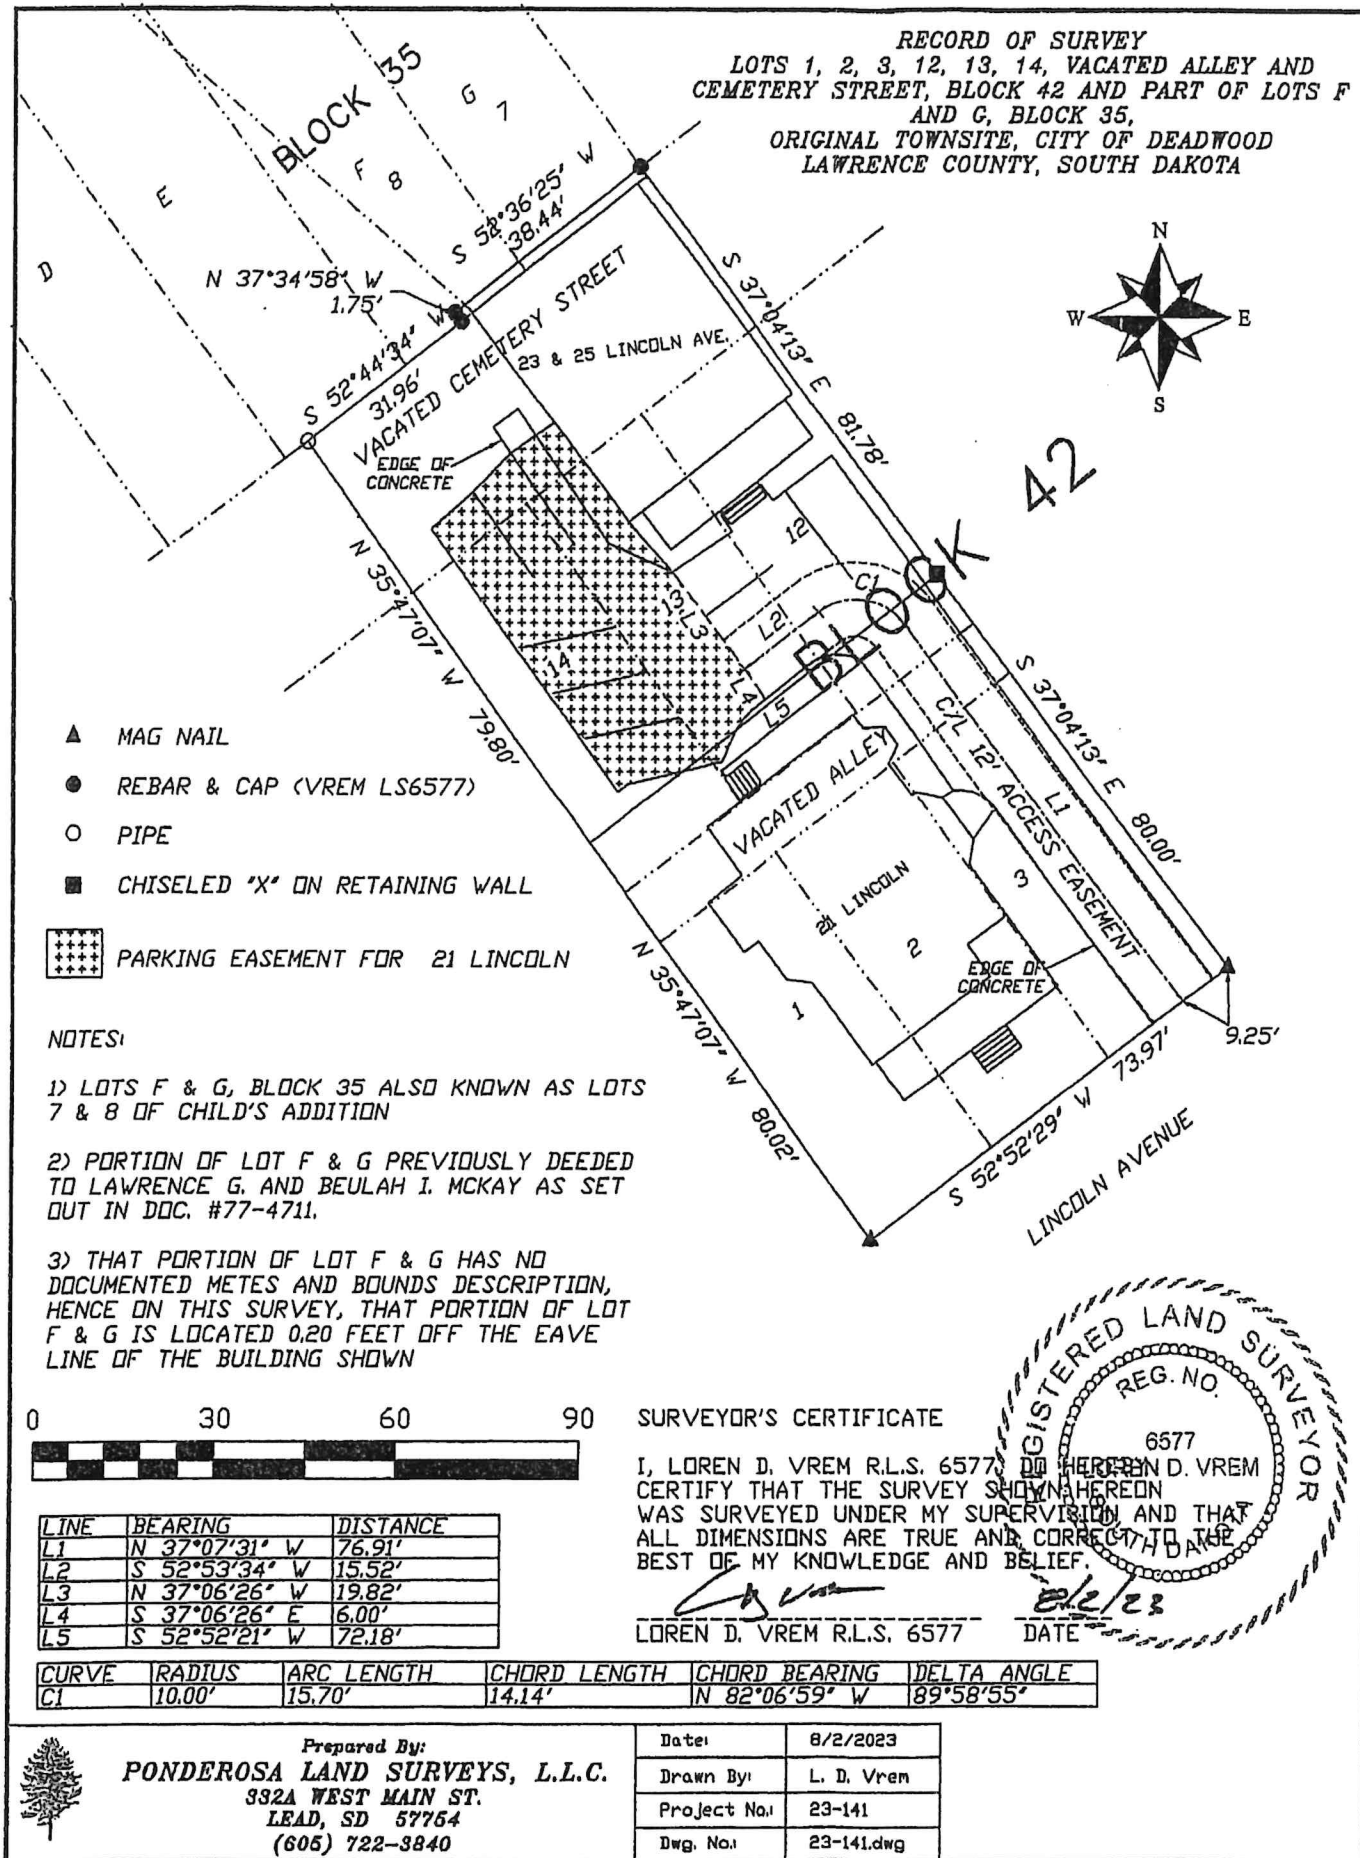 RECORD OF SURVEY
LOTS 1, 2, 3, 12, 13, 14, VACATED ALLEY AND
CEMETERY STREET, BLOCK 42 AND PART OF LOTS F
AND G, BLOCK 35,
ORIGINAL TOWNSITE, CITY OF DEADWOOD
LAWRENCE COUNTY, SOUTH DAKOTA
BLOCK 35
G
7
F
8
E
D
S 52°36'25" W
38.44'
N 37°34'58" W
1.75'
S 52°44'34" W
31.96'
VACATED CEMETERY STREET
23 & 25 LINCOLN AVE.
EDGE OF
CONCRETE
S 37°04'13" E 81.78'
N
W
E
S
BLOCK 42
12
13
14
C1
L2
L3
L4
L5
N 35°47'07" W 79.80'
S 37°04'13" E 80.00'
C/L 12' ACCESS EASEMENT
L1
VACATED ALLEY
21 LINCOLN
3
2
1
EDGE OF
CONCRETE
N 35°47'07" W 80.02'
9.25'
S 52°52'29" W 73.97'
LINCOLN AVENUE
MAG NAIL
REBAR & CAP (VREM LS6577)
PIPE
CHISELED "X" ON RETAINING WALL
PARKING EASEMENT FOR 21 LINCOLN
NOTES:
1) LOTS F & G, BLOCK 35 ALSO KNOWN AS LOTS
7 & 8 OF CHILD'S ADDITION
2) PORTION OF LOT F & G PREVIOUSLY DEEDED
TO LAWRENCE G. AND BEULAH I. MCKAY AS SET
OUT IN DOC. #77-4711.
3) THAT PORTION OF LOT F & G HAS NO
DOCUMENTED METES AND BOUNDS DESCRIPTION,
HENCE ON THIS SURVEY, THAT PORTION OF LOT
F & G IS LOCATED 0.20 FEET OFF THE EAVE
LINE OF THE BUILDING SHOWN
0 30 60 90
SURVEYOR'S CERTIFICATE
I, LOREN D. VREM R.L.S. 6577, DO HEREBY
CERTIFY THAT THE SURVEY SHOWN HEREON
WAS SURVEYED UNDER MY SUPERVISION AND THAT
ALL DIMENSIONS ARE TRUE AND CORRECT TO THE
BEST OF MY KNOWLEDGE AND BELIEF.
8/2/23
LOREN D. VREM R.L.S. 6577 DATE
REGISTERED LAND SURVEYOR
REG. NO.
6577
LOREN D. VREM
SOUTH DAKOTA
LINE BEARING DISTANCE
L1 N 37°07'31" W 76.91'
L2 S 52°53'34" W 15.52'
L3 N 37°06'26" W 19.82'
L4 S 37°06'26" E 6.00'
L5 S 52°52'21" W 72.18'
CURVE RADIUS ARC LENGTH CHORD LENGTH CHORD BEARING DELTA ANGLE
C1 10.00' 15.70' 14.14' N 82°06'59" W 89°58'55"
Prepared By:
PONDEROSA LAND SURVEYS, L.L.C.
332A WEST MAIN ST.
LEAD, SD 57754
(605) 722-3840
Date: 8/2/2023
Drawn By: L. D. Vrem
Project No.: 23-141
Dwg. No.: 23-141.dwg